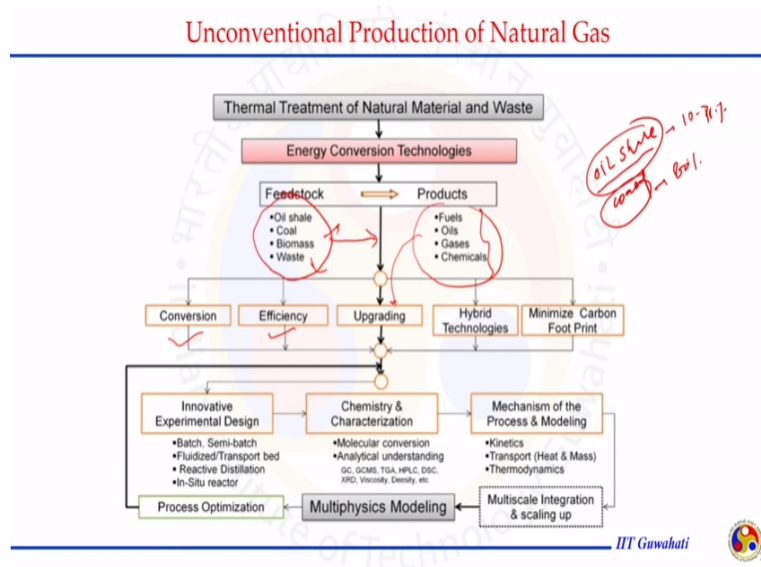 Unconventional Production of Natural Gas
Thermal Treatment of Natural Material and Waste
Energy Conversion Technologies
Feedstock Products
•Oil shale
• Coal
• Biomass
• Waste
•Fuels
• Oils
• Gases
• Chemicals
oil shale
Conversion
Efficiency
Upgrading
Hybrid
Technologies
Minimize Carbon
Foot Print
Innovative
Experimental Design
•Batch, Semi-batch
•Fluidized/Transport bed
• Reactive Distillation
•In-Situ reactor
Chemistry &
Characterization
•Molecular conversion
•Analytical understanding
GC, GCMS, TGA, HPLC, DSC,
XRD, Viscosity, Density, etc
Mechanism of the
Process & Modeling
•Kinetics
•Transport (Heat & Mass)
•Thermodynamics
Process Optimization
Multiphysics Modeling
Multiscale Integration
& scaling up
IIT Guwahati